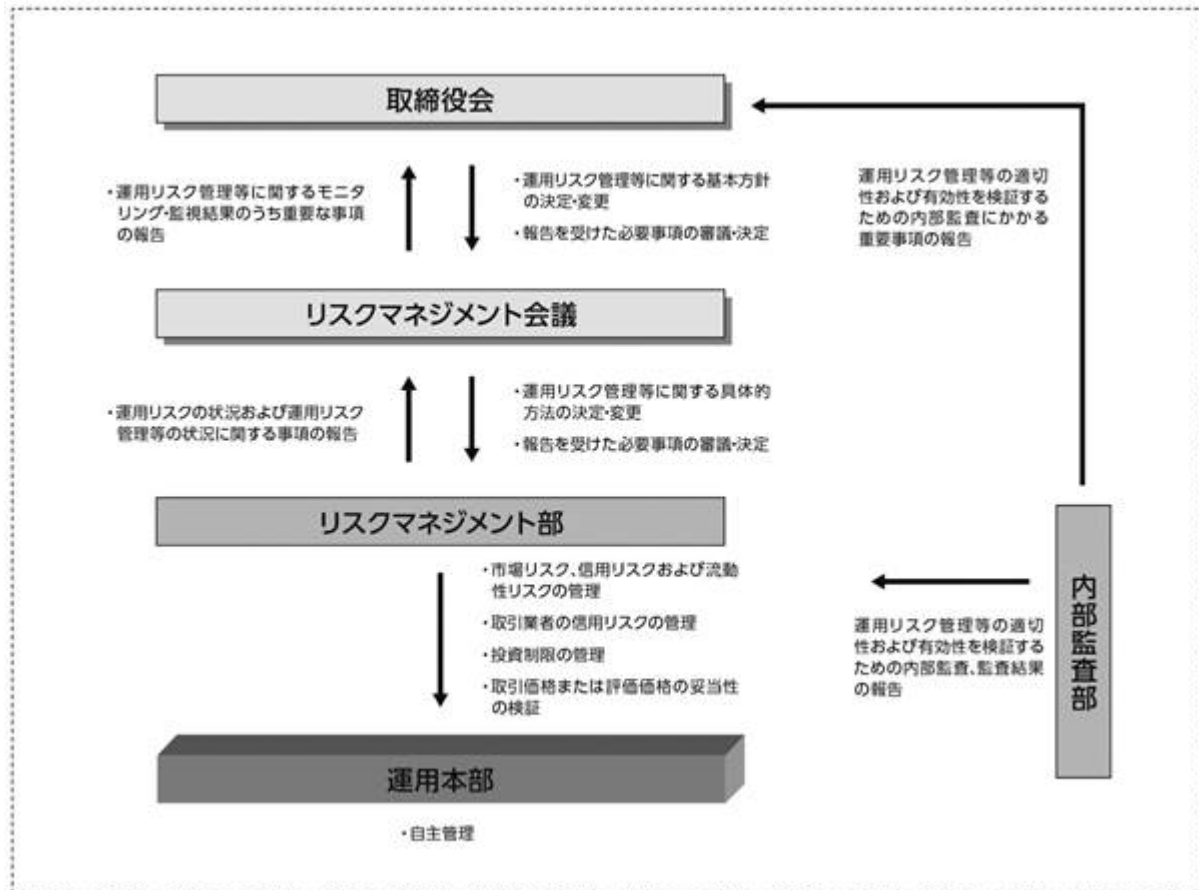 取締役会
・運用リスク管理等に関するモニタ
リング・監視結果のうち重要な事項
の報告
・運用リスク管理等に関する基本方針
の決定・変更
・報告を受けた必要事項の審議・決定
運用リスク管理等の適切
性および有効性を検証する
ための内部監査にかかる
重要事項の報告
リスクマネジメント会議
・運用リスクの状況および運用リスク
管理等の状況に関する事項の報告
・運用リスク管理等に関する具体的
方法の決定・変更
・報告を受けた必要事項の審議・決定
リスクマネジメント部
・市場リスク、信用リスクおよび流動
性リスクの管理
・取引業者の信用リスクの管理
・投資制限の管理
・取引価格または評価価格の妥当性
の検証
内部監査部
運用リスク管理等の適切
性および有効性を検証する
ための内部監査、監査結果
の報告
運用本部
・自主管理